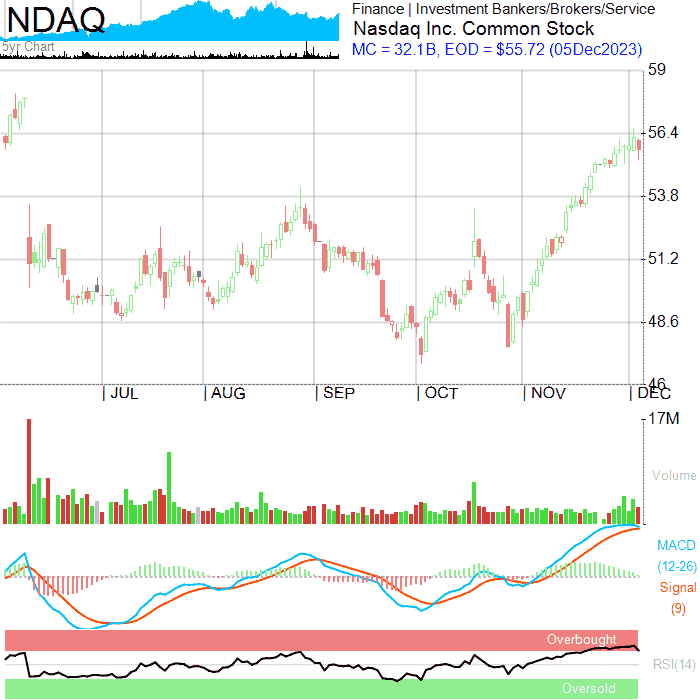 NDAQ
5yr Chart
Finance | Investment Bankers/Brokers/Service
Nasdaq Inc. Common Stock
MC = 32.1B, EOD = $55.72 (05Dec2023)
59
56.4
53.8
51.2
48.6
46
| JUL | AUG | SEP | OCT | NOV | DEC
17M
Volume
MACD
(12-26)
Signal
(9)
Overbought
RSI(14)
Oversold